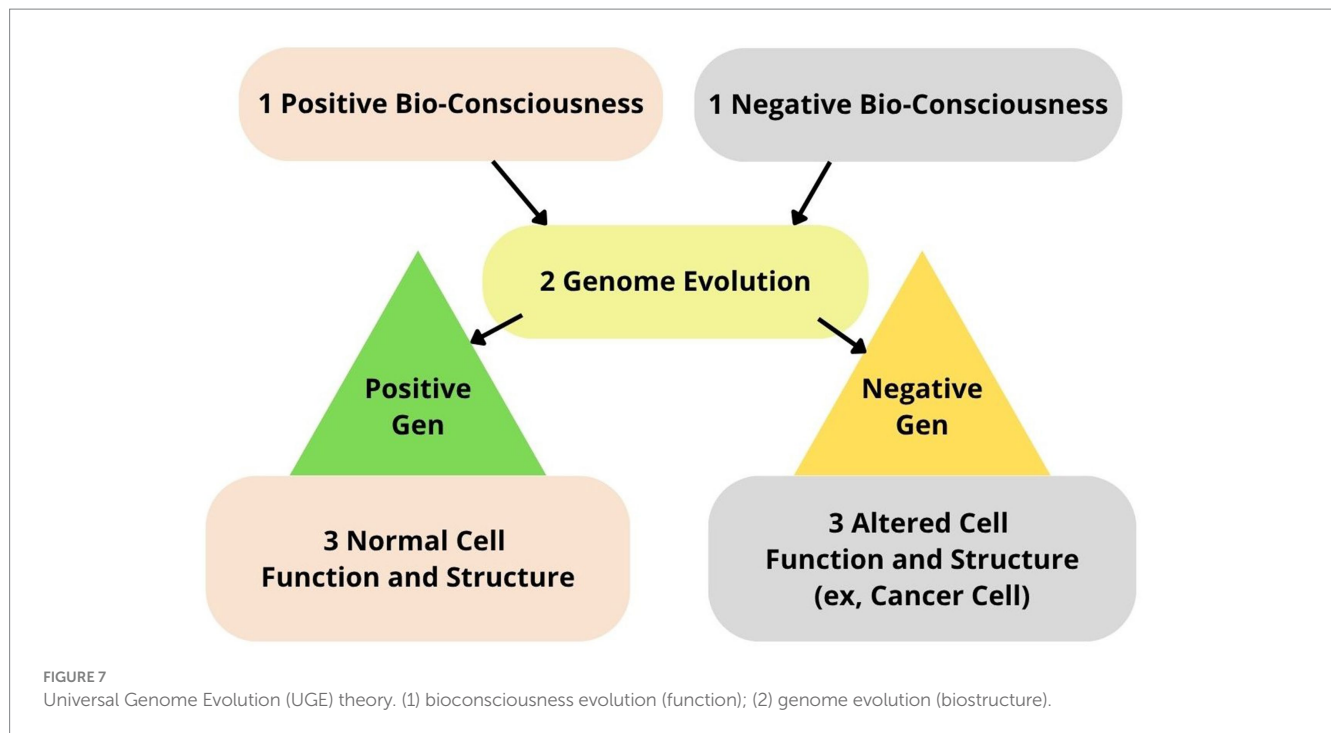 1 Positive Bio-Consciousness
1 Negative Bio-Consciousness
2 Genome Evolution
Positive
Gen
Negative
Gen
3 Normal Cell
Function and Structure
3 Altered Cell
Function and Structure
(ex, Cancer Cell)
FIGURE 7
Universal Genome Evolution (UGE) theory. (1) bioconsciousness evolution (function); (2) genome evolution (biostructure).